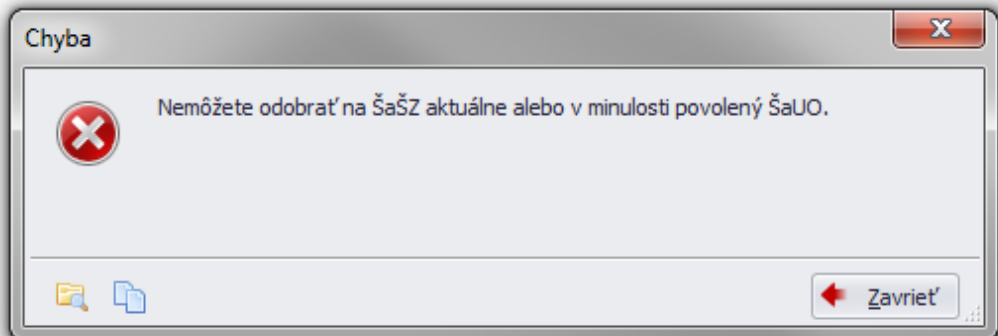 Chyba
Nemôžete odobrať na ŠaŠZ aktuálne alebo v minulosti povolený ŠaUO.
Zavrieť